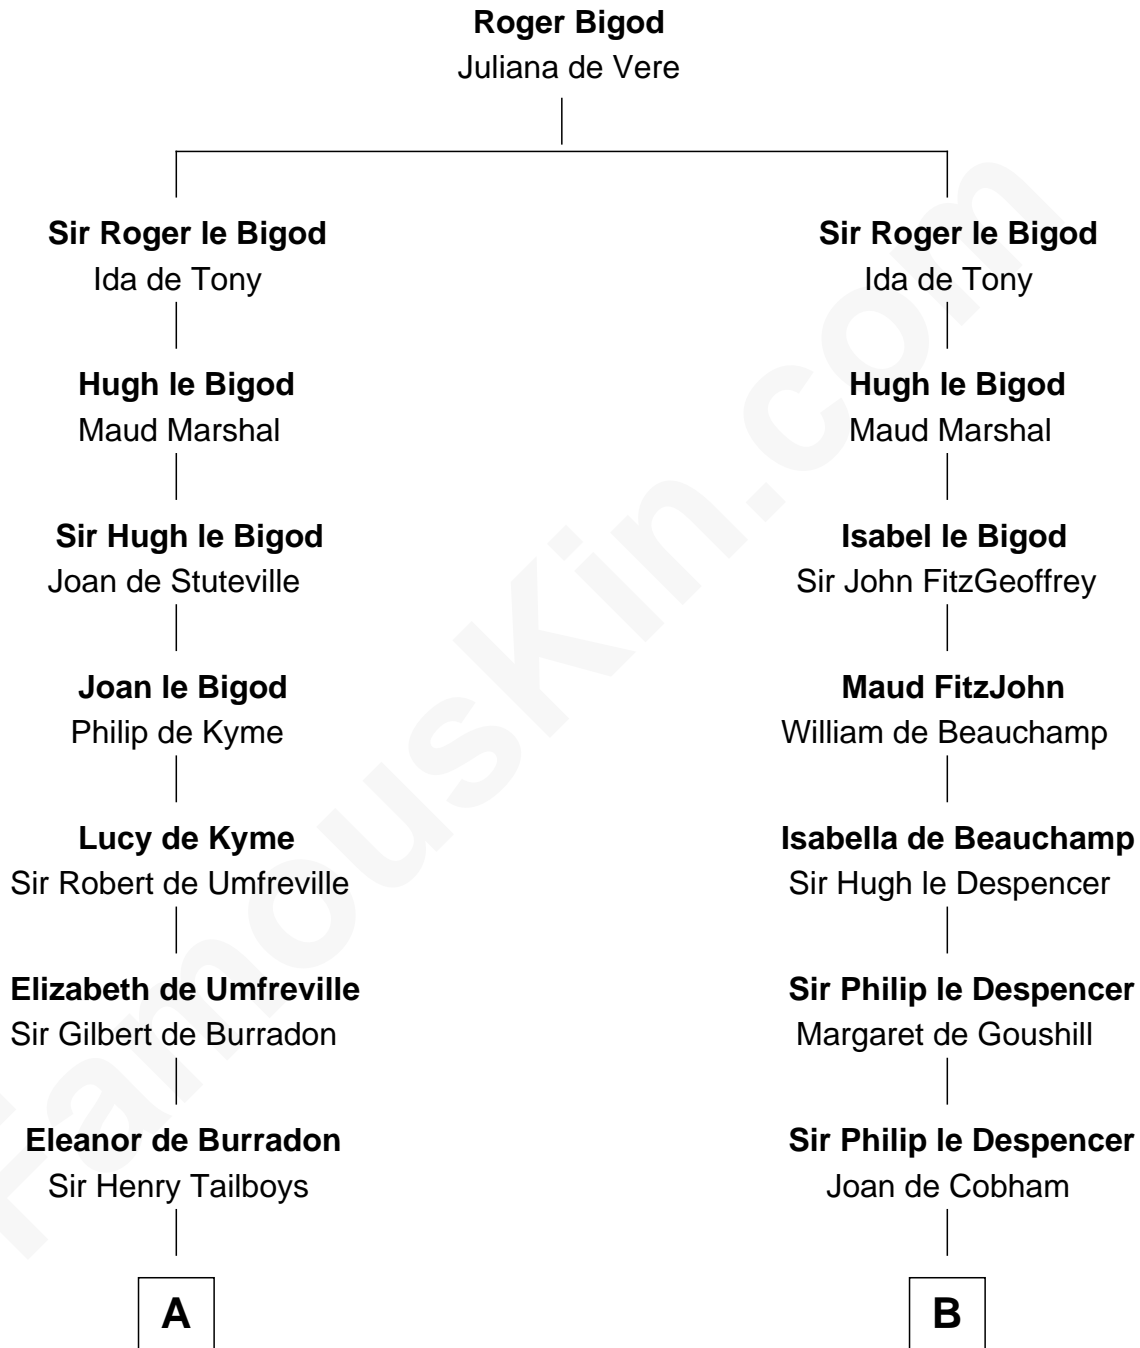 Roger Bigod
Juliana de Vere
Sir Roger le Bigod
Ida de Tony
Sir Roger le Bigod
Ida de Tony
Hugh le Bigod
Maud Marshal
Hugh le Bigod
Maud Marshal
Sir Hugh le Bigod
Joan de Stuteville
Isabel le Bigod
Sir John FitzGeoffrey
Joan le Bigod
Philip de Kyme
Maud FitzJohn
William de Beauchamp
Lucy de Kyme
Sir Robert de Umfreville
Isabella de Beauchamp
Sir Hugh le Despencer
Elizabeth de Umfreville
Sir Gilbert de Burradon
Sir Philip le Despencer
Margaret de Goushill
Eleanor de Burradon
Sir Henry Tailboys
Sir Philip le Despencer
Joan de Cobham
A
B
FamousKin.com